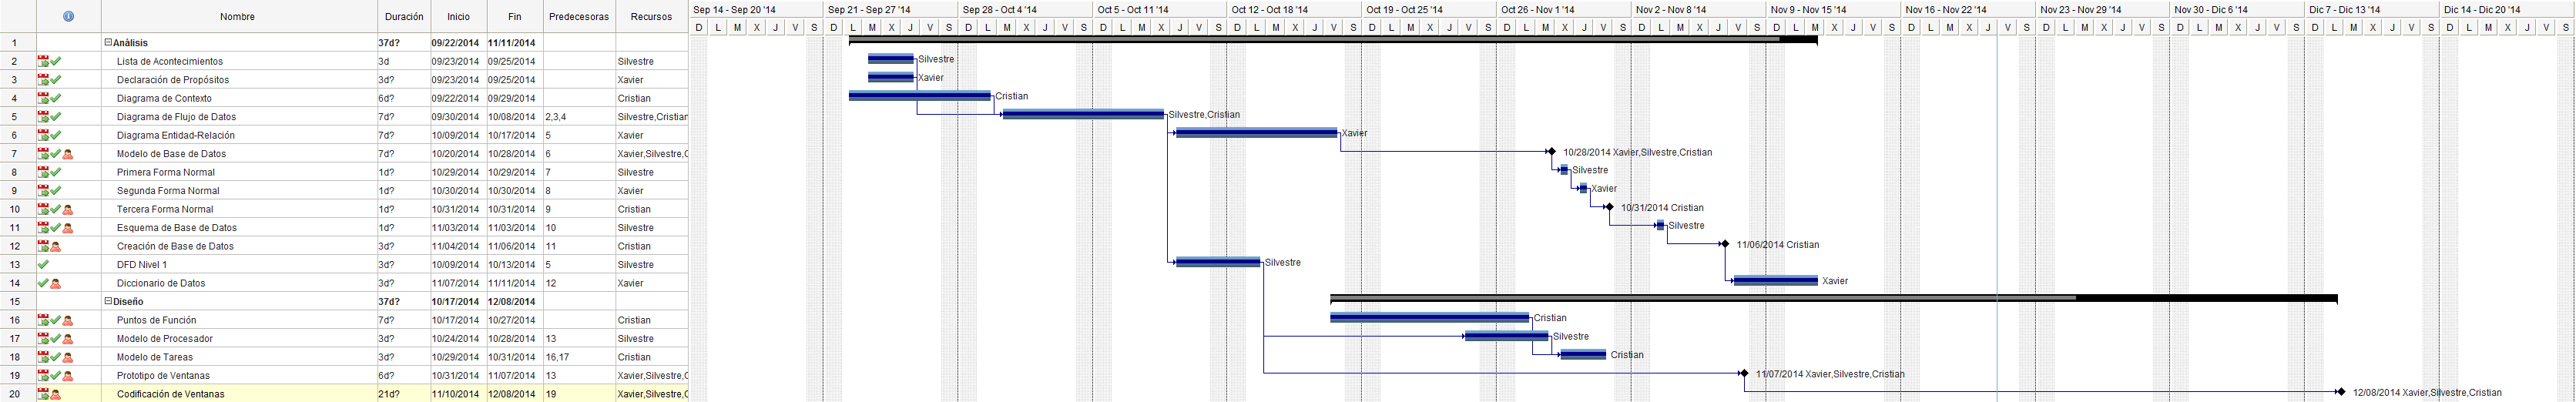 Nombre Duración Inicio Fin Predecesoras Recursos Sep 14 - Sep 20 '14 Sep 21 - Sep 27 '14 Sep 28 - Oct 4 '14 Oct 5 - Oct 11 '14 Oct 12 - Oct 18 '14 Oct 19 - Oct 25 '14 Oct 26 - Nov 1 '14 Nov 2 - Nov 8 '14 Nov 9 - Nov 15 '14 Nov 16 - Nov 22 '14 Nov 23 - Nov 29 '14 Nov 30 - Dic 6 '14 Dic 7 - Dic 13 '14 Dic 14 - Dic 20 '14
D L M X J V S D L M X J V S D L M X J V S D L M X J V S D L M X J V S D L M X J V S D L M X J V S D L M X J V S D L M X J V S D L M X J V S D L M X J V S D L M X J V S D L M X J V S D L M X J V S
1 Análisis 37d? 09/22/2014 11/11/2014
2 Lista de Acontecimientos 3d 09/23/2014 09/25/2014 Silvestre Silvestre
3 Declaración de Propósitos 3d? 09/23/2014 09/25/2014 Xavier Xavier
4 Diagrama de Contexto 6d? 09/22/2014 09/29/2014 Cristian Cristian
5 Diagrama de Flujo de Datos 7d? 09/30/2014 10/08/2014 2,3,4 Silvestre,Cristian Silvestre,Cristian
6 Diagrama Entidad-Relación 7d? 10/09/2014 10/17/2014 5 Xavier Xavier
7 Modelo de Base de Datos 7d? 10/20/2014 10/28/2014 6 Xavier,Silvestre,C 10/28/2014 Xavier,Silvestre,Cristian
8 Primera Forma Normal 1d? 10/29/2014 10/29/2014 7 Silvestre Silvestre
9 Segunda Forma Normal 1d? 10/30/2014 10/30/2014 8 Xavier Xavier
10 Tercera Forma Normal 1d? 10/31/2014 10/31/2014 9 Cristian 10/31/2014 Cristian
11 Esquema de Base de Datos 1d? 11/03/2014 11/03/2014 10 Silvestre Silvestre
12 Creación de Base de Datos 3d? 11/04/2014 11/06/2014 11 Cristian 11/06/2014 Cristian
13 DFD Nivel 1 3d? 10/09/2014 10/13/2014 5 Silvestre Silvestre
14 Diccionario de Datos 3d? 11/07/2014 11/11/2014 12 Xavier Xavier
15 Diseño 37d? 10/17/2014 12/08/2014
16 Puntos de Función 7d? 10/17/2014 10/27/2014 Cristian Cristian
17 Modelo de Procesador 3d? 10/24/2014 10/28/2014 13 Silvestre Silvestre
18 Modelo de Tareas 3d? 10/29/2014 10/31/2014 16,17 Cristian Cristian
19 Prototipo de Ventanas 6d? 10/31/2014 11/07/2014 13 Xavier,Silvestre,C 11/07/2014 Xavier,Silvestre,Cristian
20 Codificación de Ventanas 21d? 11/10/2014 12/08/2014 19 Xavier,Silvestre,C 12/08/2014 Xavier,Silvestre,Cristian